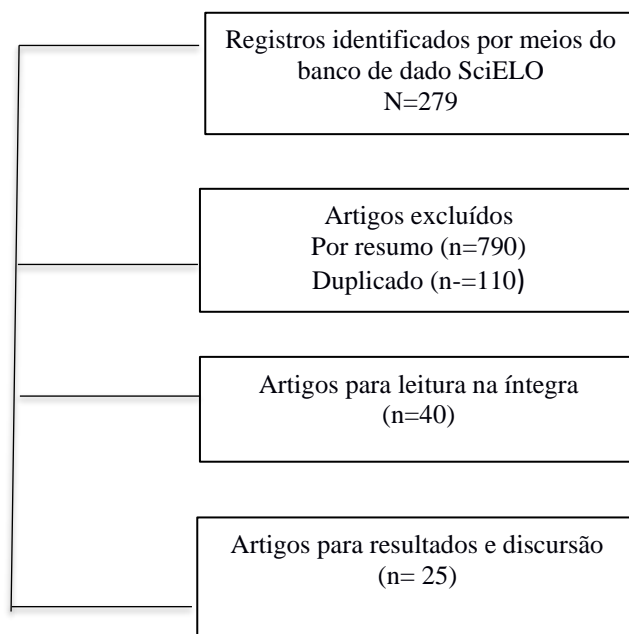 Registros identificados por meios do
banco de dado SciELO
N=279
Artigos excluídos
Por resumo (n=790)
Duplicado (n-=110)
Artigos para leitura na íntegra
(n=40)
Artigos para resultados e discursão
(n= 25)